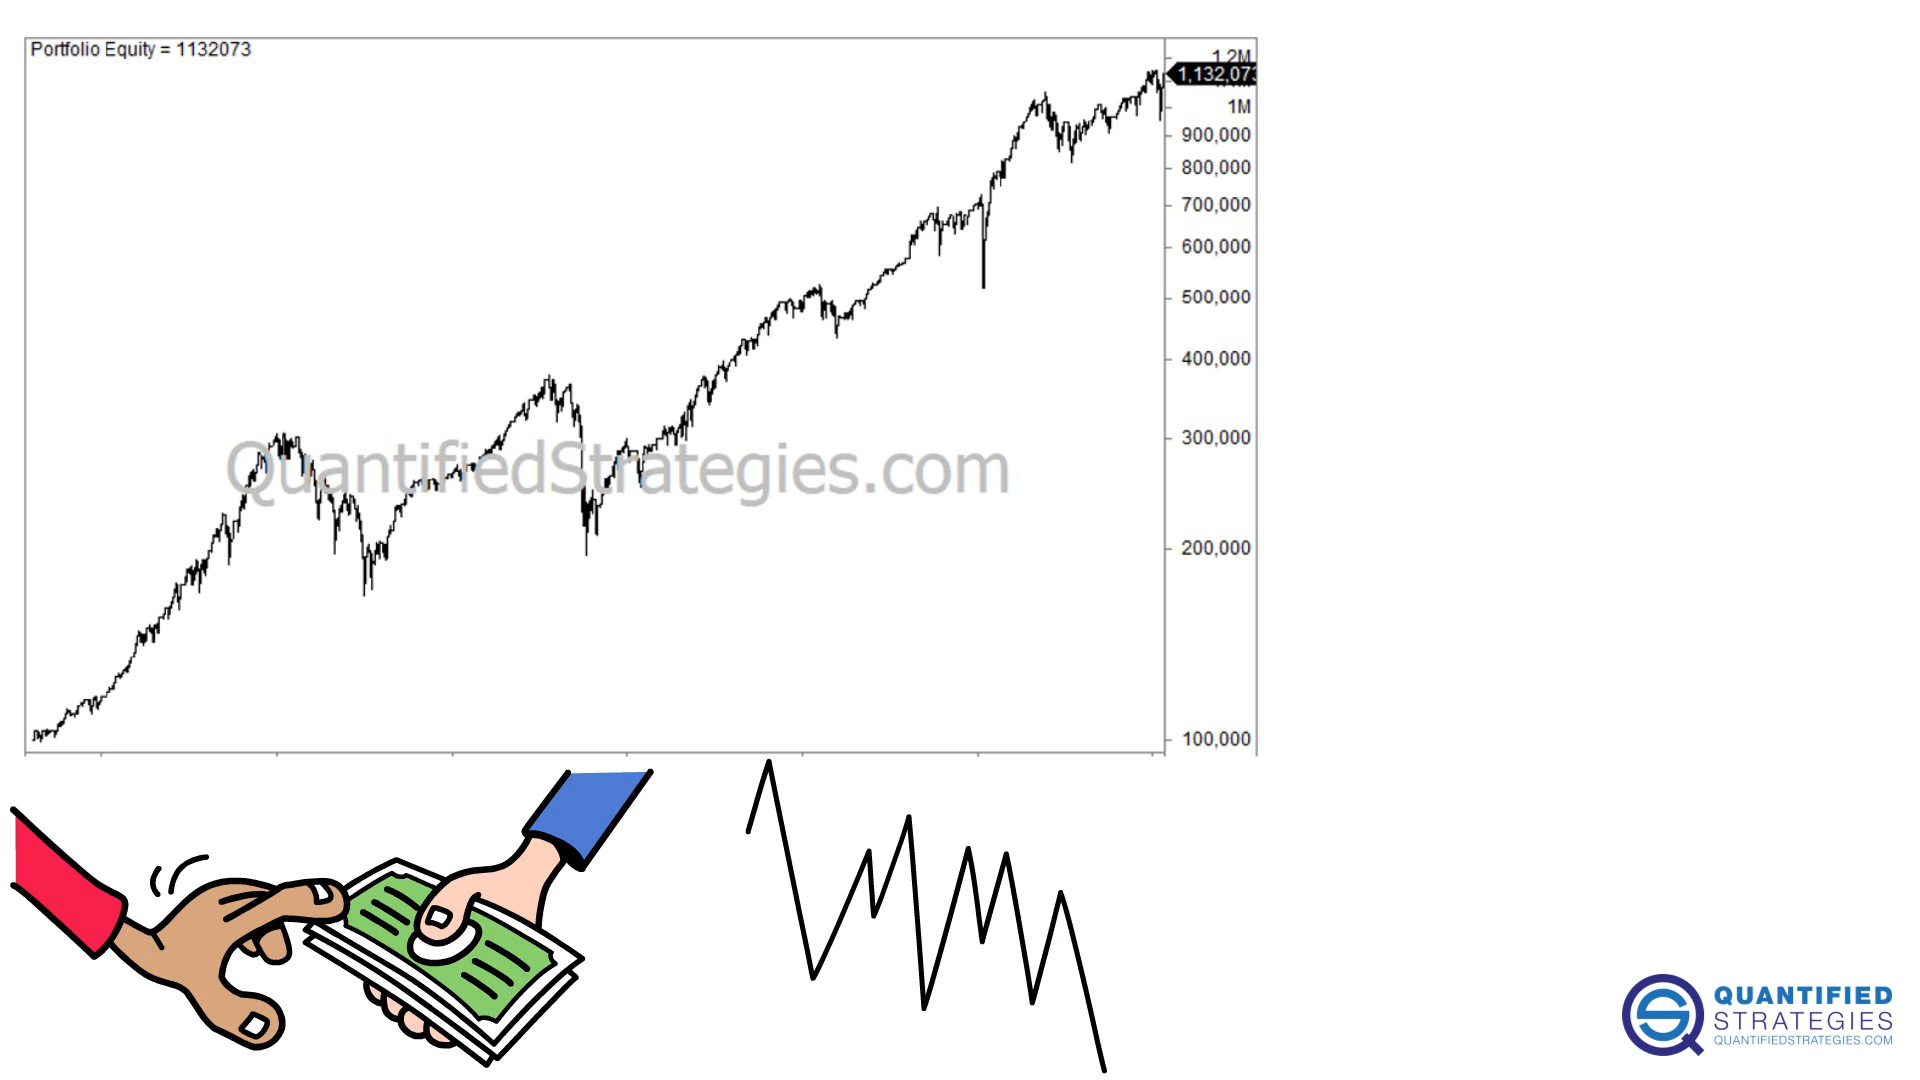 Portfolio Equity = 1132073
1.2M
1,132,073
1M
900,000
800,000
700,000
600,000
500,000
400,000
300,000
QuantifiedStrategies.com
200,000
100,000
QUANTIFIED
STRATEGIES
QUANTIFIEDSTRATEGIES.COM